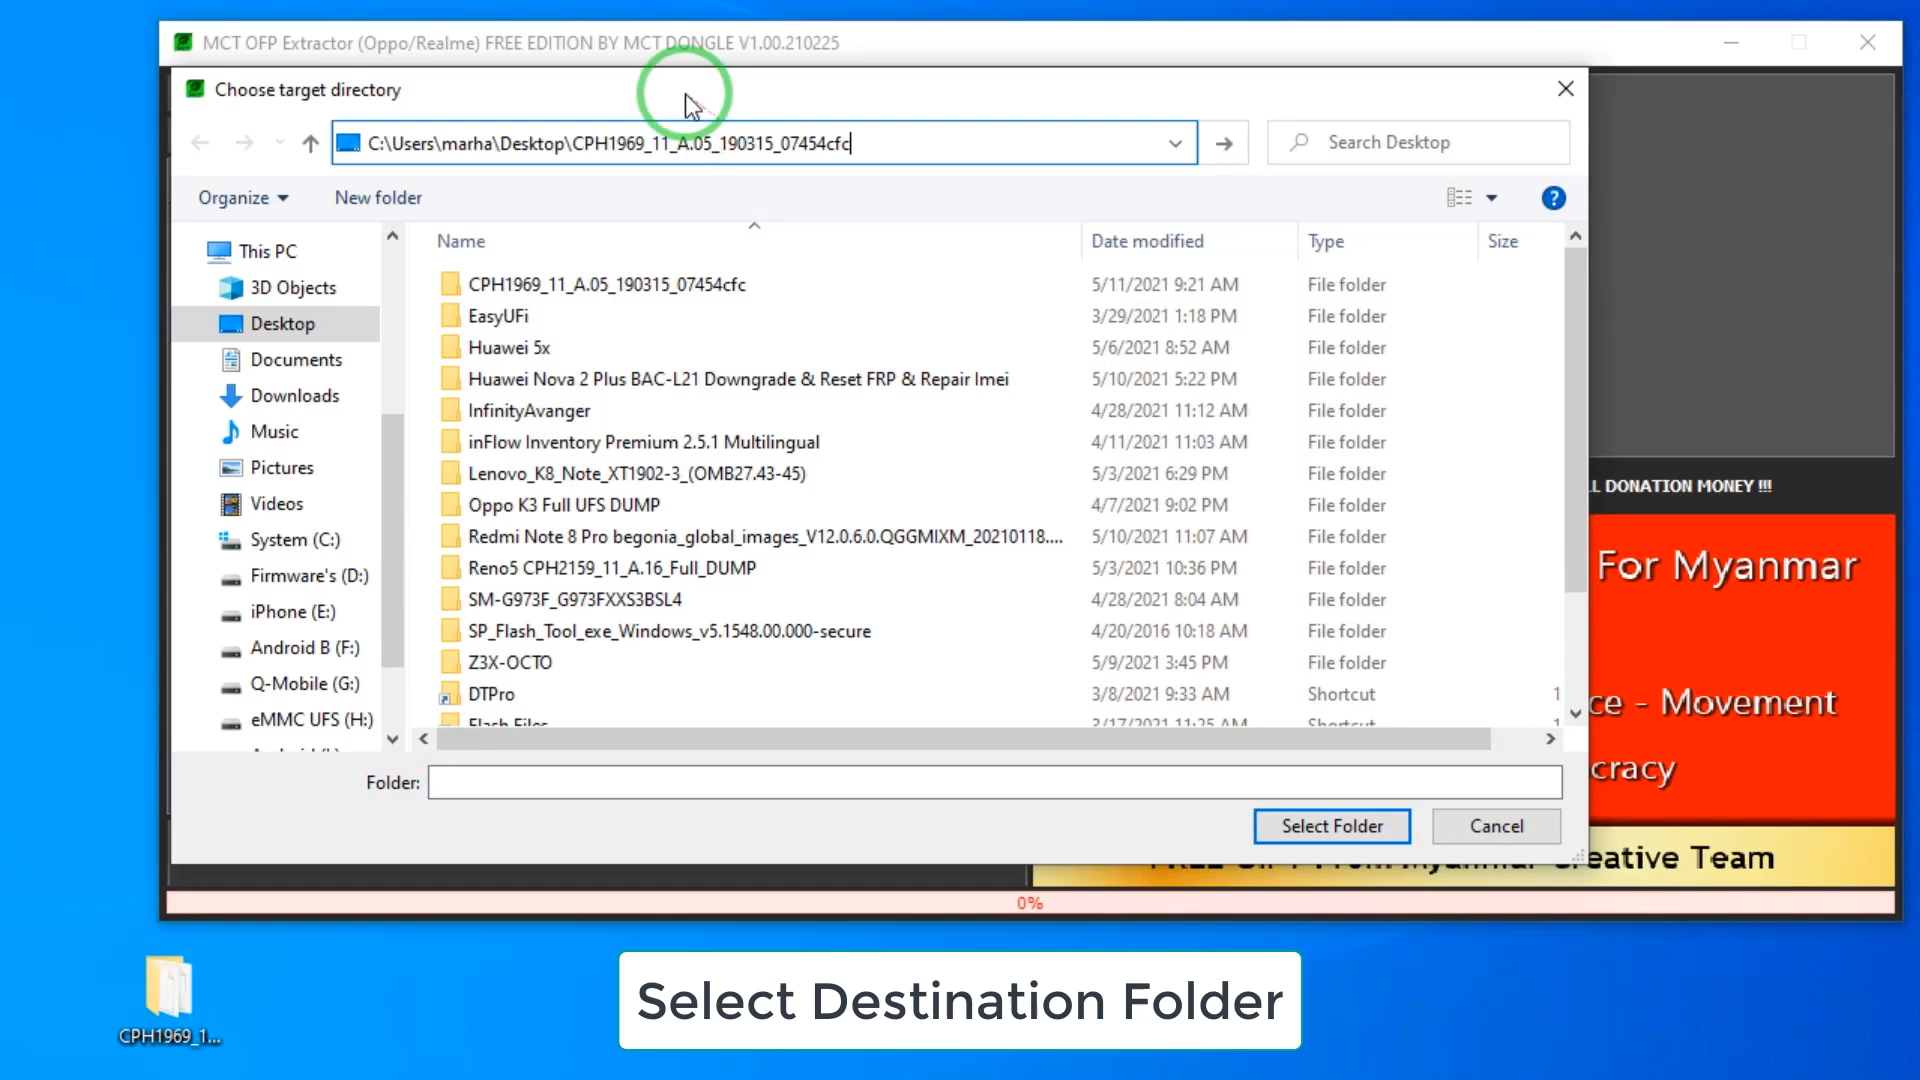 MCT OFP Extractor (Oppo/Realme) FREE EDITION BY MCT DONGLE V1.00.210225
Choose target directory
C:\Users\marha\Desktop\CPH1969_11_A.05_190315_07454cfc
Search Desktop
Organize
New folder
?
Name
Date modified
Type
Size
This PC
3D Objects
Desktop
Documents
Downloads
Music
Pictures
Videos
System (C:)
Firmware's (D:)
iPhone (E:)
Android B (F:)
Q-Mobile (G:)
eMMC UFS (H:)
CPH1969_11_A.05_190315_07454cfc 5/11/2021 9:21 AM File folder
EasyUFi 3/29/2021 1:18 PM File folder
Huawei 5x 5/6/2021 8:52 AM File folder
Huawei Nova 2 Plus BAC-L21 Downgrade & Reset FRP & Repair Imei 5/10/2021 5:22 PM File folder
InfinityAvanger 4/28/2021 11:12 AM File folder
inFlow Inventory Premium 2.5.1 Multilingual 4/11/2021 11:03 AM File folder
Lenovo_K8_Note_XT1902-3_(OMB27.43-45) 5/3/2021 6:29 PM File folder
Oppo K3 Full UFS DUMP 4/7/2021 9:02 PM File folder
Redmi Note 8 Pro begonia_global_images_V12.0.6.0.QGGMIXM_20210118.... 5/10/2021 11:07 AM File folder
Reno5 CPH2159_11_A.16_Full_DUMP 5/3/2021 10:36 PM File folder
SM-G973F_G973FXXS3BSL4 4/28/2021 8:04 AM File folder
SP_Flash_Tool_exe_Windows_v5.1548.00.000-secure 4/20/2016 10:18 AM File folder
Z3X-OCTO 5/9/2021 3:45 PM File folder
DTPro 3/8/2021 9:33 AM Shortcut 1
Flash Files 3/17/2021 11:25 AM Shortcut 1
Folder:
Select Folder
Cancel
DONATION MONEY !!!
For Myanmar
- Movement
Creative Team
0%
CPH1969_1...
Select Destination Folder